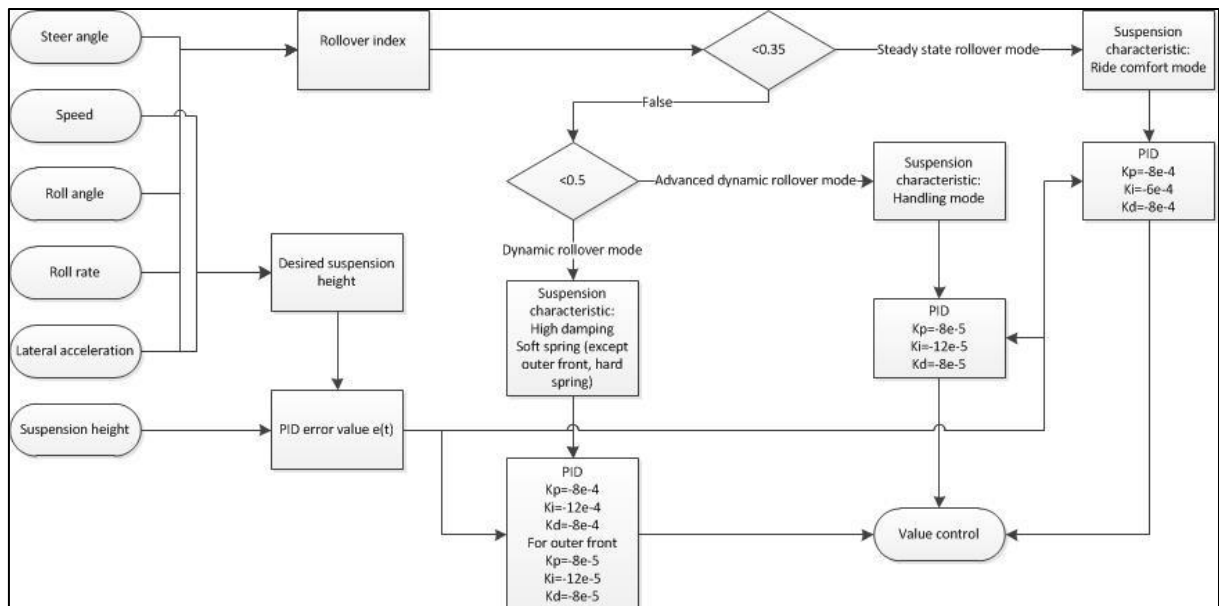 Steer angle
Rollover index
<0.35
Steady state rollover mode
Suspension
characteristic:
Ride comfort mode
Speed
False
Roll angle
<0.5
Advanced dynamic rollover mode
Suspension
characteristic:
Handling mode
PID
Kp=-8e-4
Ki=-6e-4
Kd=-8e-4
Roll rate
Desired suspension
height
Dynamic rollover mode
Suspension
characteristic:
High damping
Soft spring (except
outer front, hard
spring)
PID
Kp=-8e-5
Ki=-12e-5
Kd=-8e-5
Lateral acceleration
Suspension height
PID error value e(t)
PID
Kp=-8e-4
Ki=-12e-4
Kd=-8e-4
For outer front
Kp=-8e-5
Ki=-12e-5
Kd=-8e-5
Value control